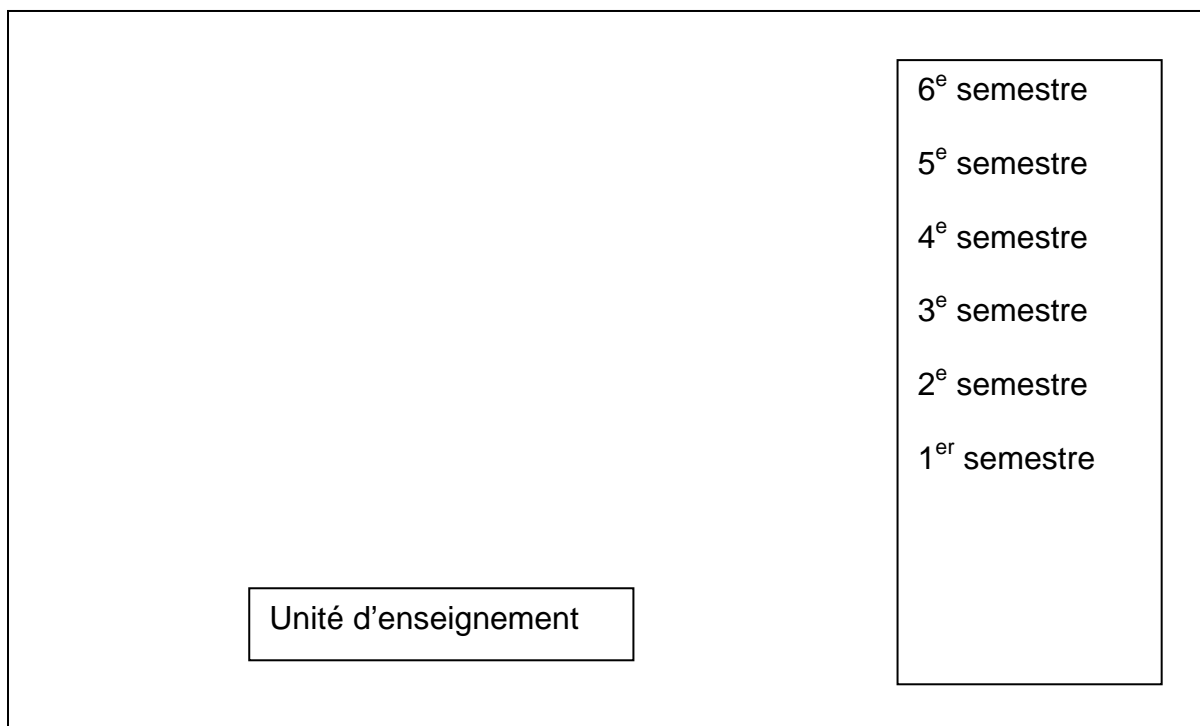 6e semestre
5e semestre
4e semestre
3e semestre
2e semestre
1er semestre
Unité d’enseignement